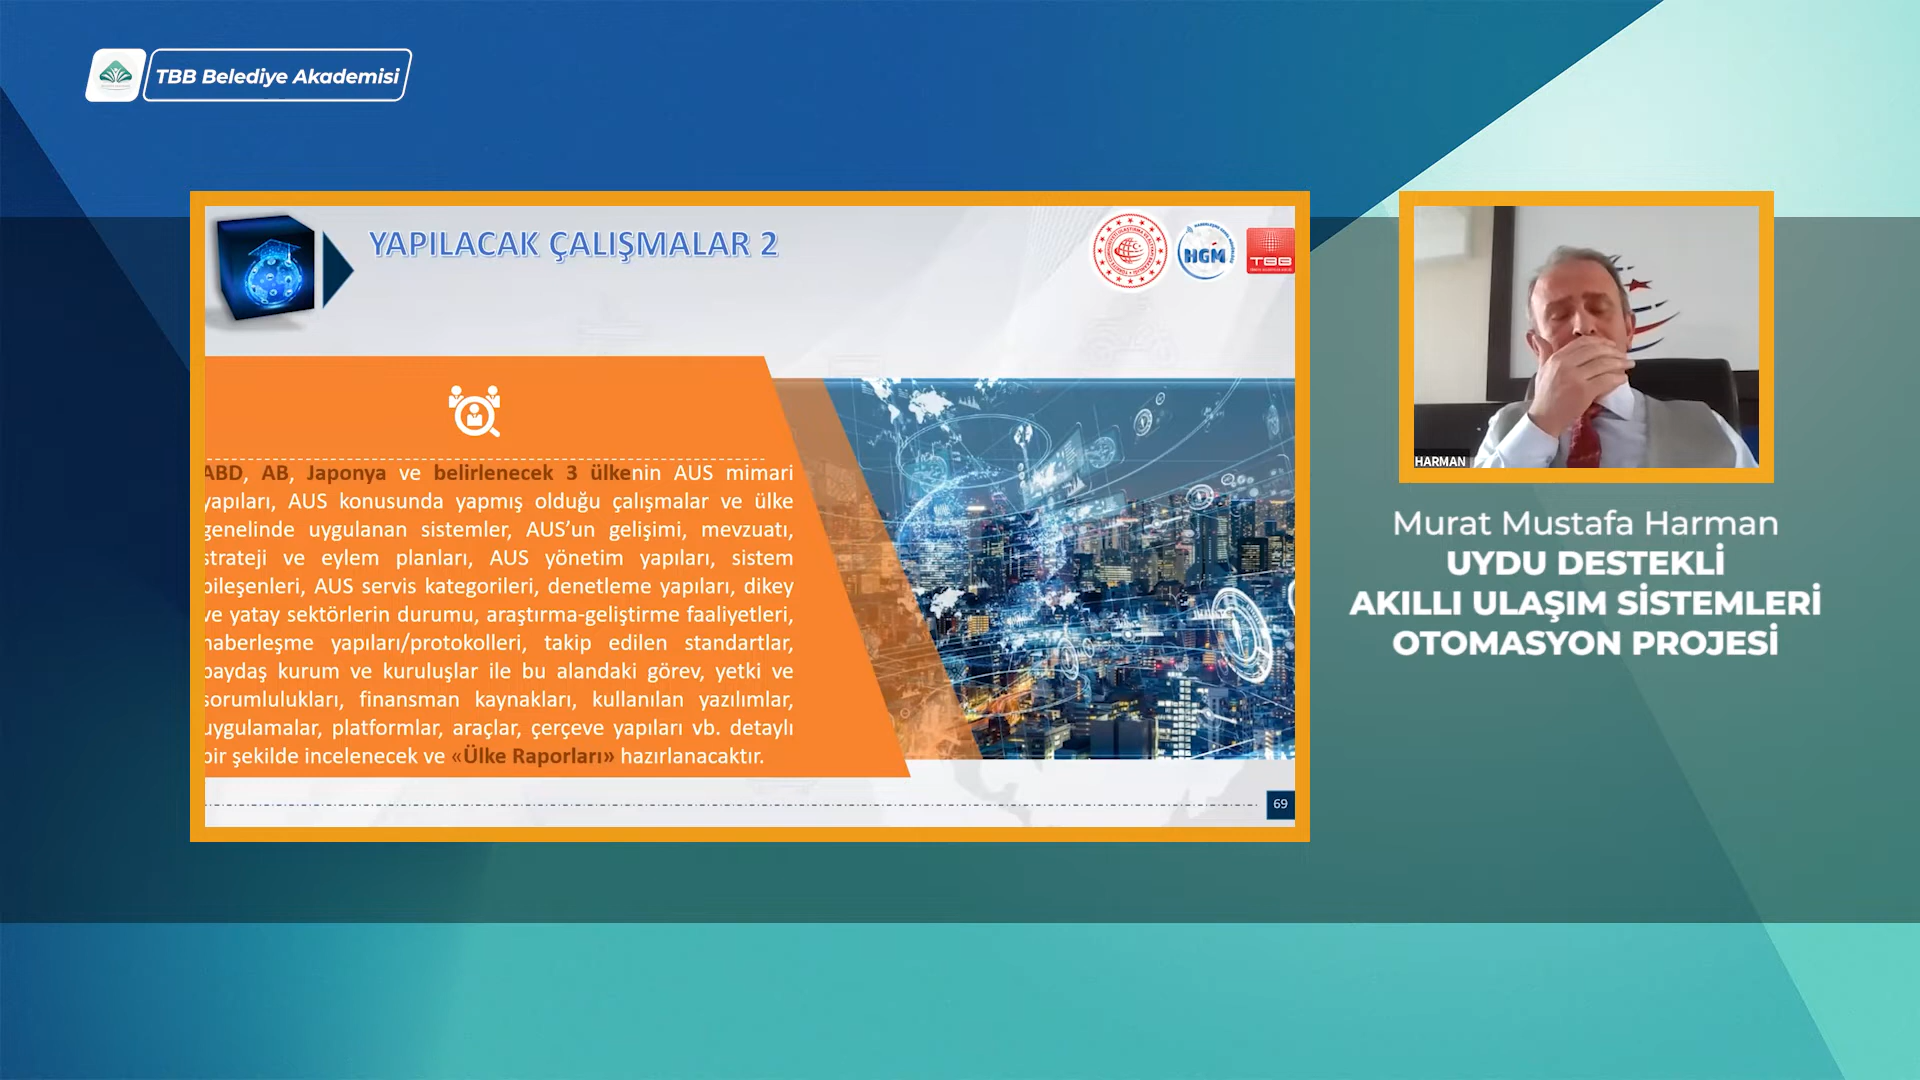 TBB Belediye Akademisi
YAPILACAK ÇALIŞMALAR 2
HGM
TBB
ABD, AB, Japonya ve belirlenecek 3 ülkenin AUS mimari
yapıları, AUS konusunda yapmış olduğu çalışmalar ve ülke
genelinde uygulanan sistemler, AUS’un gelişimi, mevzuatı,
strateji ve eylem planları, AUS yönetim yapıları, sistem
bileşenleri, AUS servis kategorileri, denetleme yapıları, dikey
ve yatay sektörlerin durumu, araştırma-geliştirme faaliyetleri,
haberleşme yapıları/protokolleri, takip edilen standartlar,
paydaş kurum ve kuruluşlar ile bu alandaki görev, yetki ve
sorumlulukları, finansman kaynakları, kullanılan yazılımlar,
uygulamalar, platformlar, araçlar, çerçeve yapıları vb. detaylı
bir şekilde incelenecek ve «Ülke Raporları» hazırlanacaktır.
69
HARMAN
Murat Mustafa Harman
UYDU DESTEKLİ
AKILLI ULAŞIM SİSTEMLERİ
OTOMASYON PROJESİ